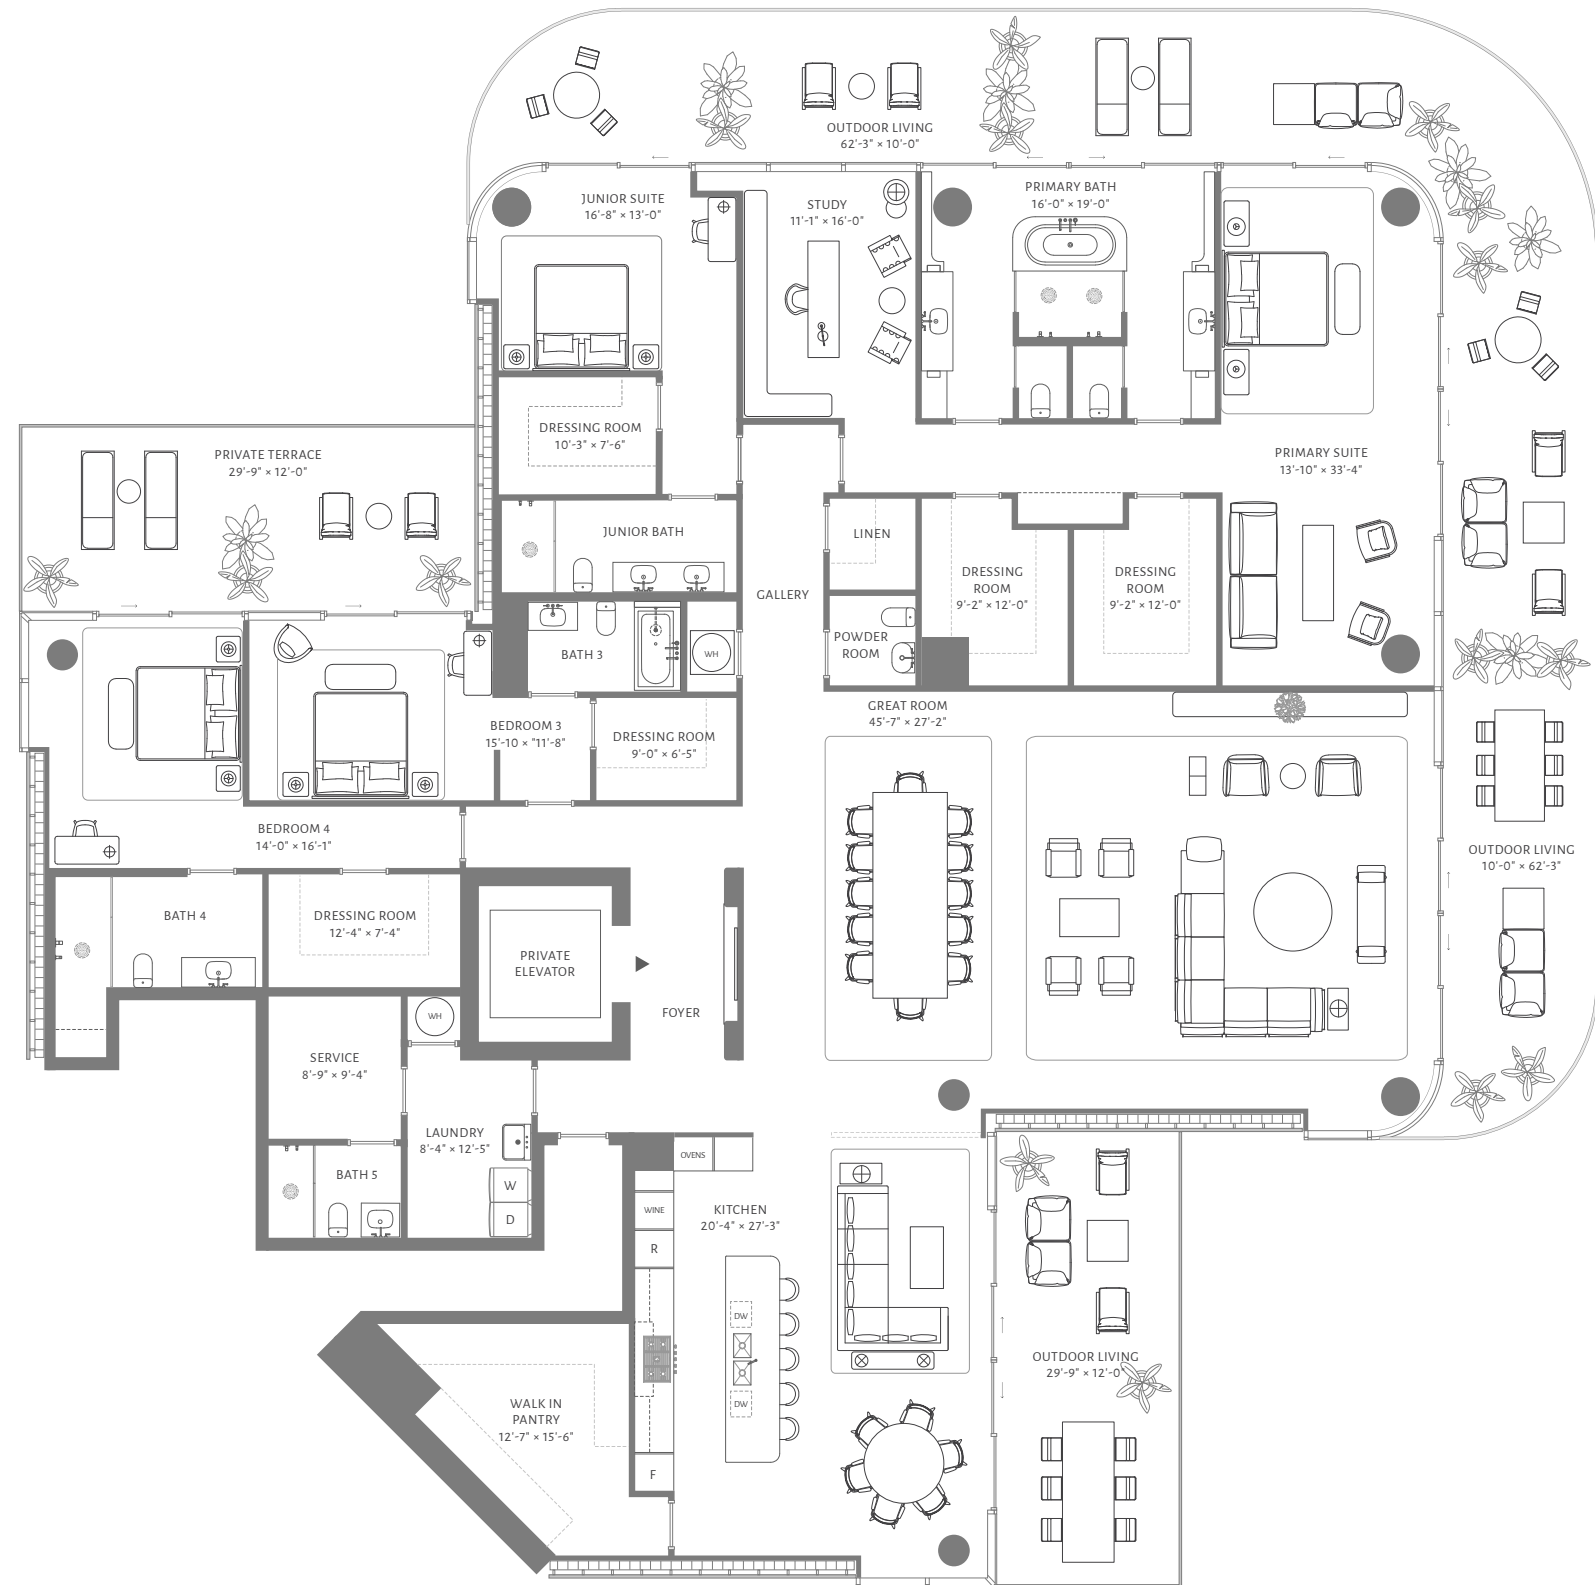 OUTDOOR LIVING
62'-3" × 10'-0"
JUNIOR SUITE
16'-8" × 13'-0"
STUDY
11'-1" × 16'-0"
PRIMARY BATH
16'-0" × 19'-0"
DRESSING ROOM
10'-3" × 7'-6"
PRIVATE TERRACE
29'-9" × 12'-0"
PRIMARY SUITE
13'-10" × 33'-4"
JUNIOR BATH
LINEN
DRESSING
ROOM
9'-2" × 12'-0"
DRESSING
ROOM
9'-2" × 12'-0"
GALLERY
POWDER
ROOM
BATH 3
WH
GREAT ROOM
45'-7" × 27'-2"
BEDROOM 3
15'-10 × "11'-8"
DRESSING ROOM
9'-0" × 6'-5"
BEDROOM 4
14'-0" × 16'-1"
OUTDOOR LIVING
10'-0" × 62'-3"
BATH 4
DRESSING ROOM
12'-4" × 7'-4"
PRIVATE
ELEVATOR
FOYER
WH
SERVICE
8'-9" × 9'-4"
LAUNDRY
8'-4" × 12'-5"
BATH 5
W
D
OVENS
WINE
R
KITCHEN
20'-4" × 27'-3"
DW
DW
OUTDOOR LIVING
29'-9" × 12'-0"
WALK IN
PANTRY
12'-7" × 15'-6"
F